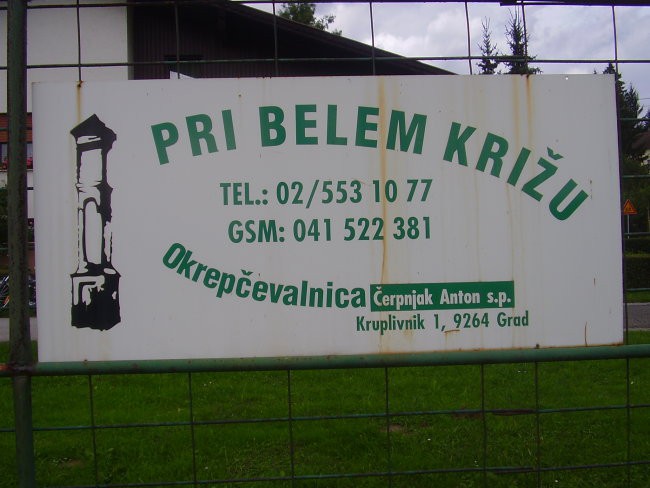 PRI BELEM KRIŽU
TEL.: 02/553 10 77
GSM: 041 522 381
Okrepčevalnica Čerpnjak Anton s.p.
Kruplivnik 1, 9264 Grad